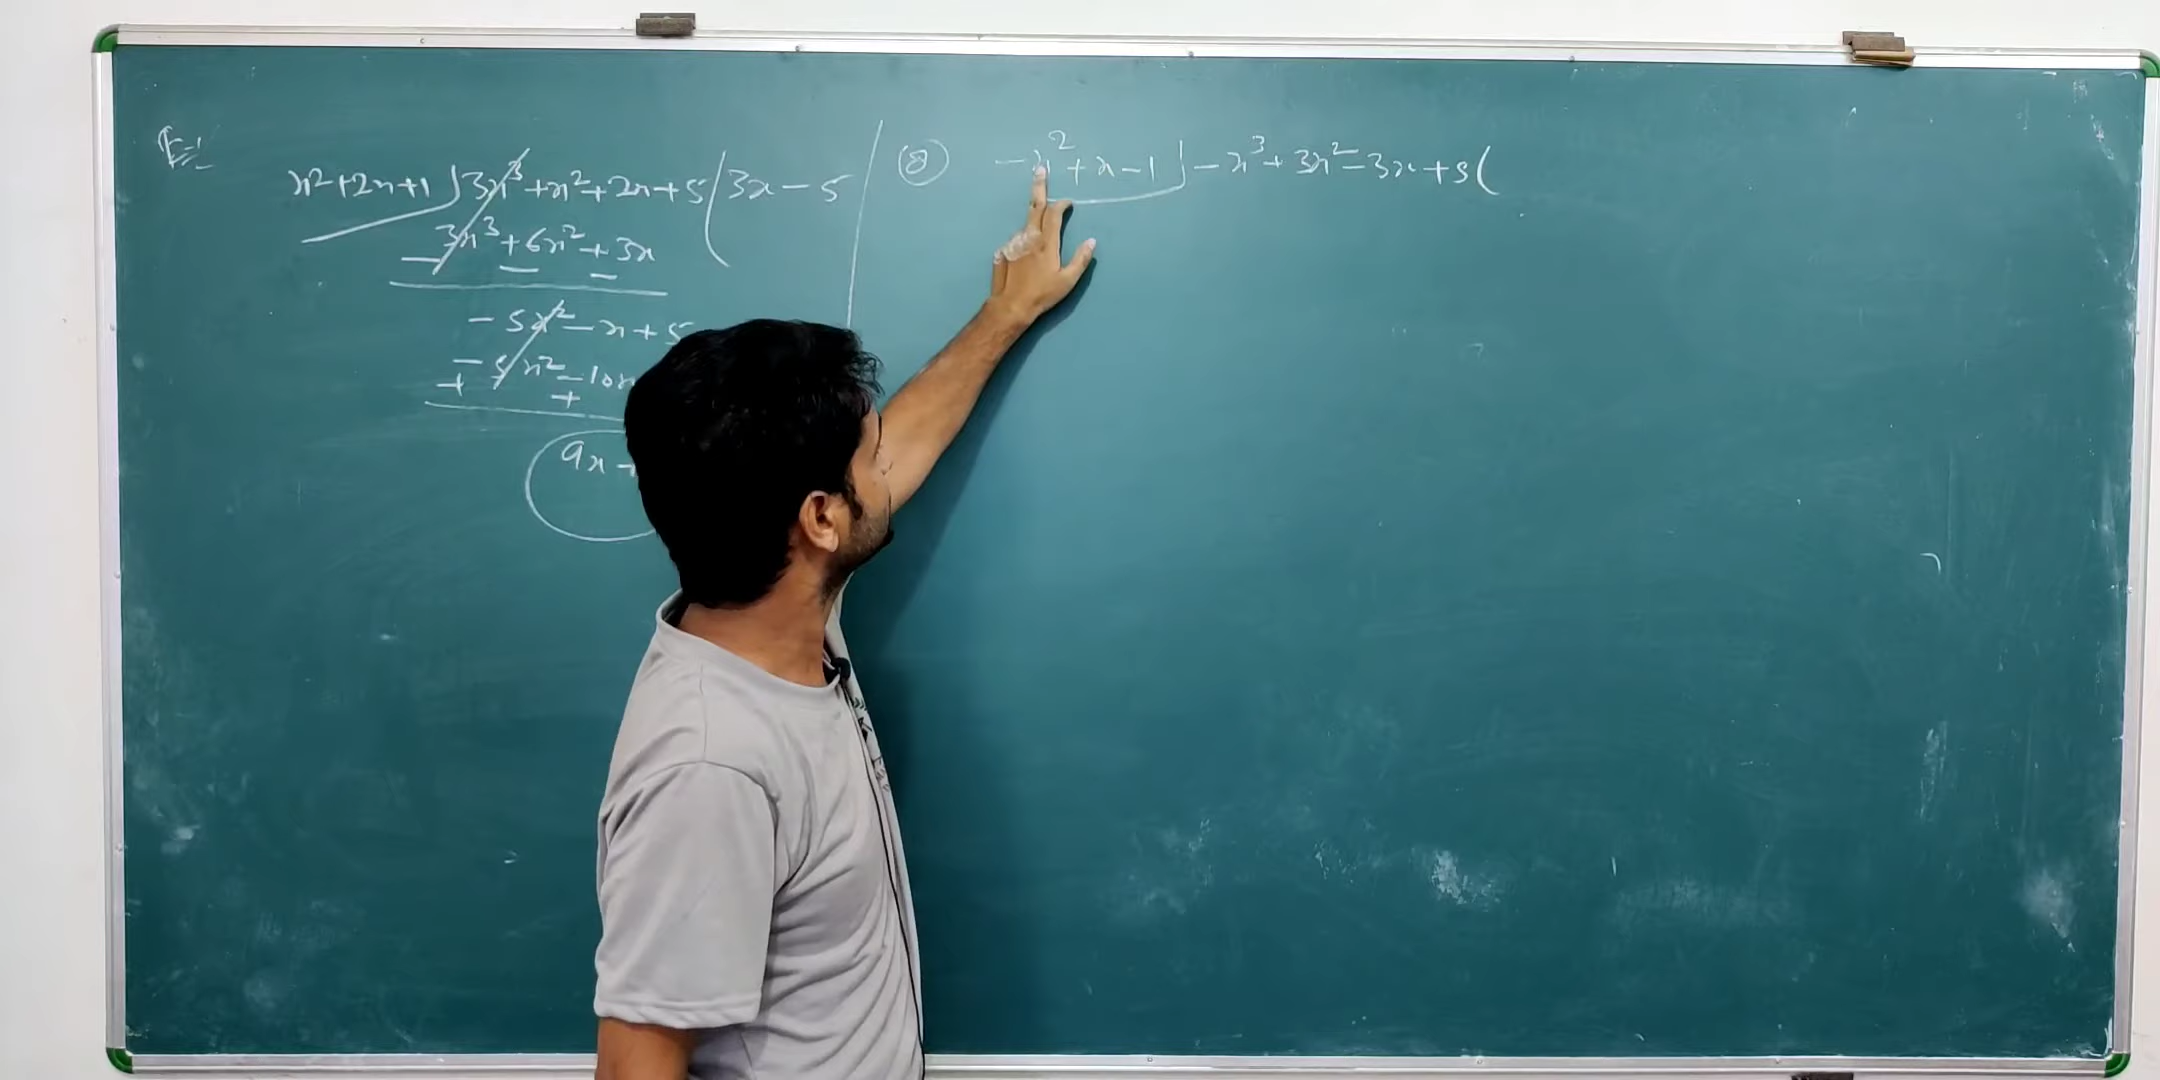 x²+2x+1 ) 3x³+x²+2x+5 ( 3x-5
3x³+6x²+3x
- - -
-5x²-x+5
-5x²-10x
+ +
9x
⑧ -x²+x-1 ) -x³+3x²-3x+5 (